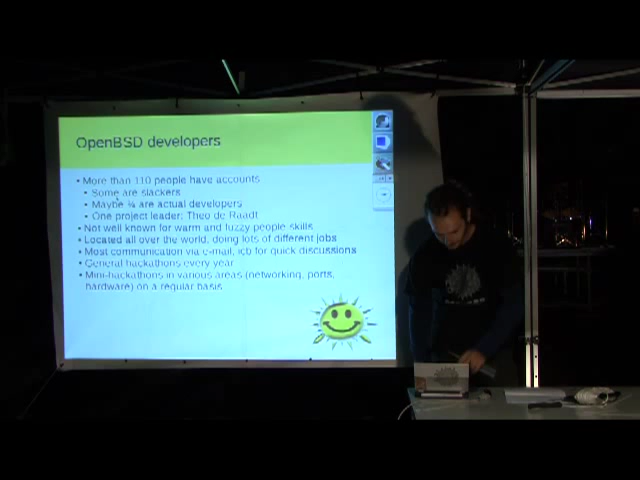 OpenBSD developers
• More than 110 people have accounts
• Some are slackers
• Maybe ¾ are actual developers
• One project leader: Theo de Raadt
• Not well known for warm and fuzzy people skills
• Located all over the world, doing lots of different jobs
• Most communication via e-mail, icb for quick discussions
• General hackathons every year
• Mini-hackathons in various areas (networking, ports,
hardware) on a regular basis